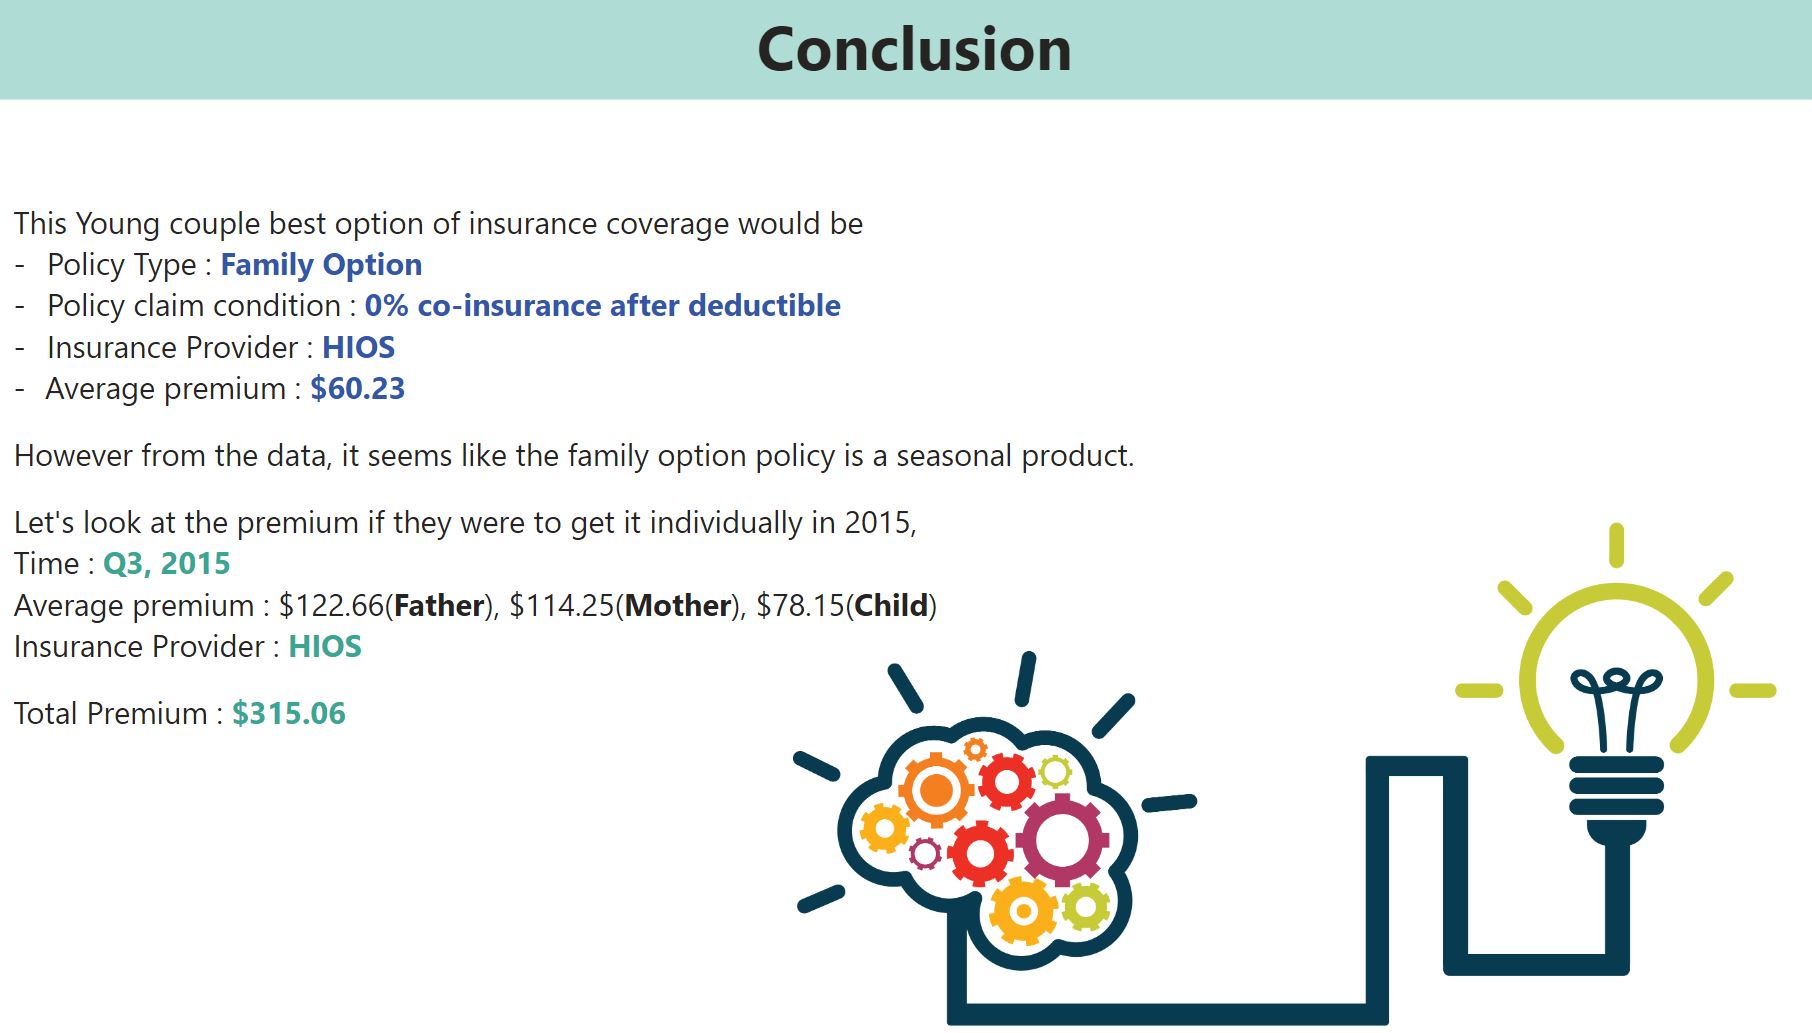 Conclusion
This Young couple best option of insurance coverage would be
- Policy Type : Family Option
- Policy claim condition : 0% co-insurance after deductible
- Insurance Provider : HIOS
- Average premium : $60.23
However from the data, it seems like the family option policy is a seasonal product.
Let's look at the premium if they were to get it individually in 2015,
Time : Q3, 2015
Average premium : $122.66(Father), $114.25(Mother), $78.15(Child)
Insurance Provider : HIOS
Total Premium : $315.06